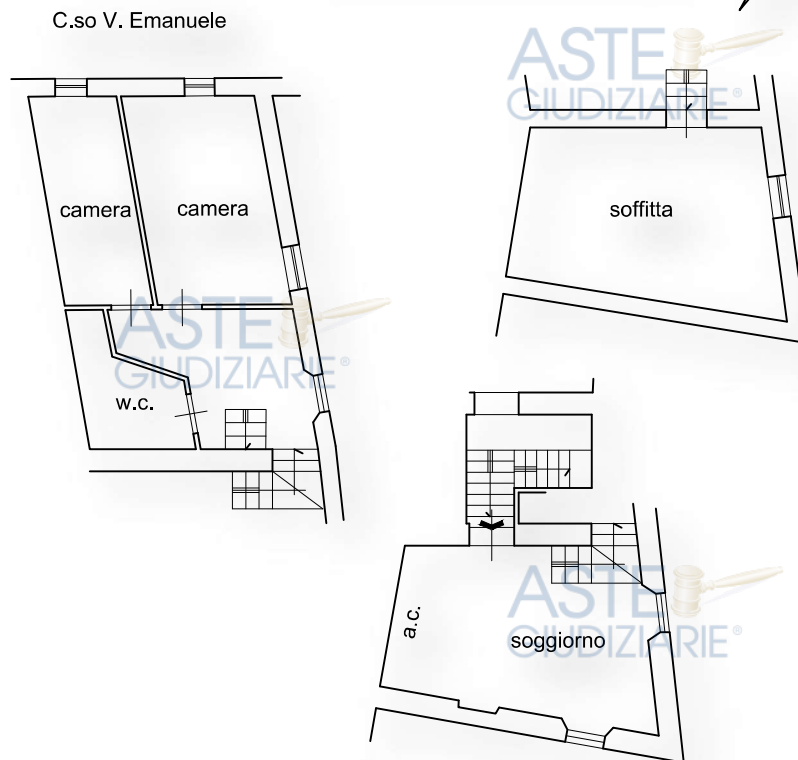 C.so V. Emanuele
ASTE
GIUDIZIARIE®
camera
camera
soffitta
ASTE
GIUDIZIARIE®
w.c.
ASTE
GIUDIZIARIE®
a.c.
soggiorno